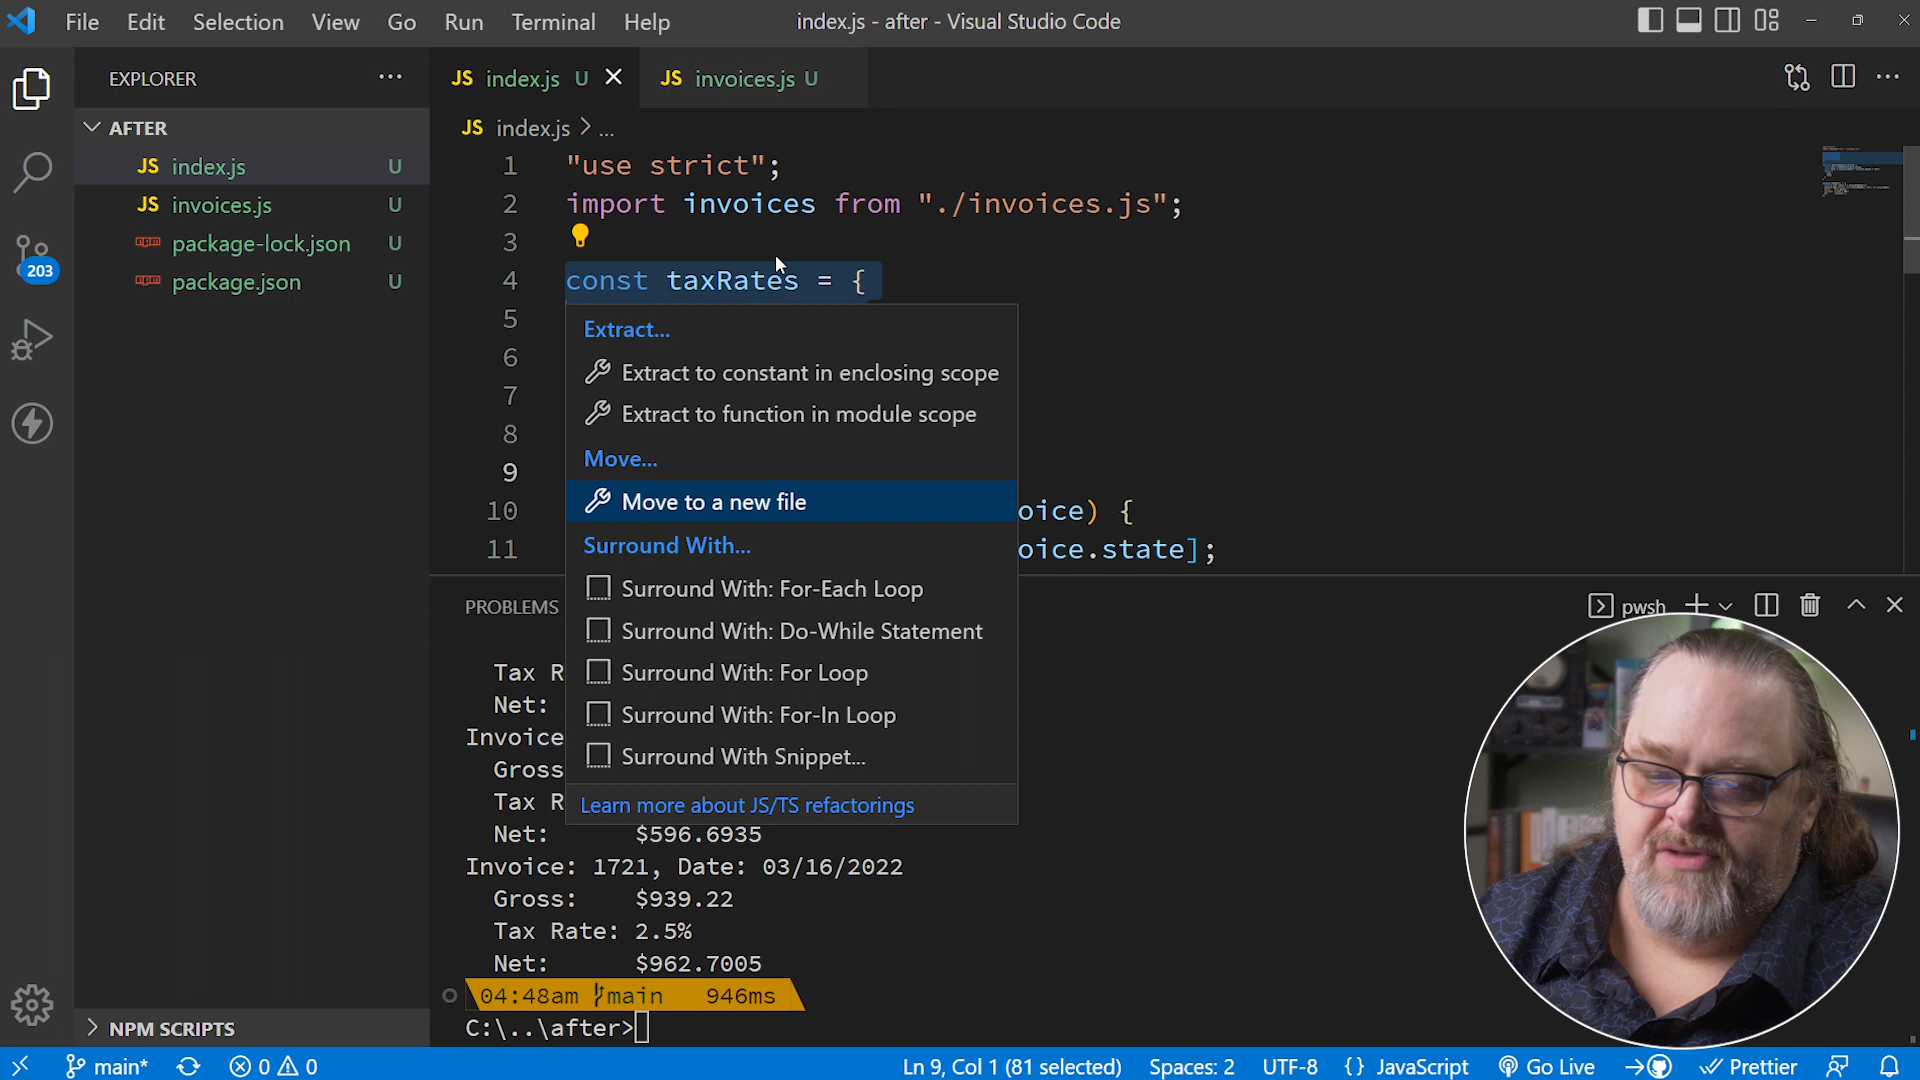 File Edit Selection View Go Run Terminal Help
index.js - after - Visual Studio Code
EXPLORER
AFTER
JS index.js U
JS invoices.js U
npm package-lock.json U
npm package.json U
203
NPM SCRIPTS
JS index.js U
JS invoices.js U
JS index.js > ...
1 "use strict";
2 import invoices from "./invoices.js";
3
4 const taxRates = {
5
6
7
8
9
10 oice) {
11 oice.state];
Extract...
Extract to constant in enclosing scope
Extract to function in module scope
Move...
Move to a new file
Surround With...
Surround With: For-Each Loop
Surround With: Do-While Statement
Surround With: For Loop
Surround With: For-In Loop
Surround With Snippet...
Learn more about JS/TS refactorings
PROBLEMS
pwsh
Tax R
Net:
Invoice
Gross
Tax R
Net: $596.6935
Invoice: 1721, Date: 03/16/2022
Gross: $939.22
Tax Rate: 2.5%
Net: $962.7005
04:48am main 946ms
C:\..\after>
main* 0 0 Ln 9, Col 1 (81 selected) Spaces: 2 UTF-8 {} JavaScript Go Live Prettier